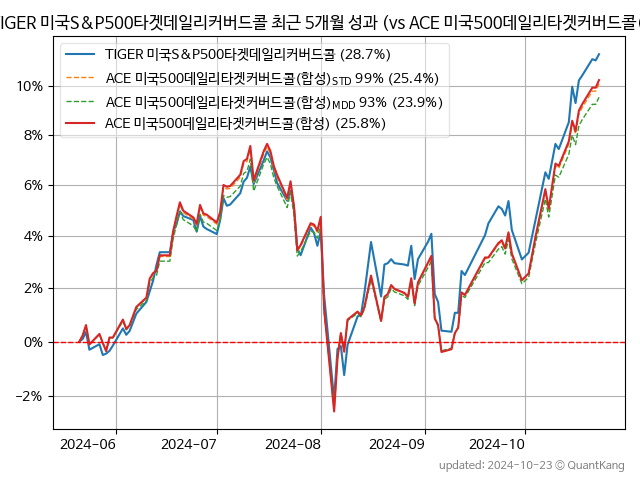 IGER 미국S&P500타겟데일리커버드콜 최근 5개월 성과 (vs ACE 미국500데일리타겟커버드콜(
TIGER 미국S&P500타겟데일리커버드콜 (28.7%)
ACE 미국500데일리타겟커버드콜(합성)STD 99% (25.4%)
ACE 미국500데일리타겟커버드콜(합성)MDD 93% (23.9%)
ACE 미국500데일리타겟커버드콜(합성) (25.8%)
10%
8%
6%
4%
2%
0%
−2%
2024-06 2024-07 2024-08 2024-09 2024-10
updated: 2024-10-23 ⓒ QuantKang